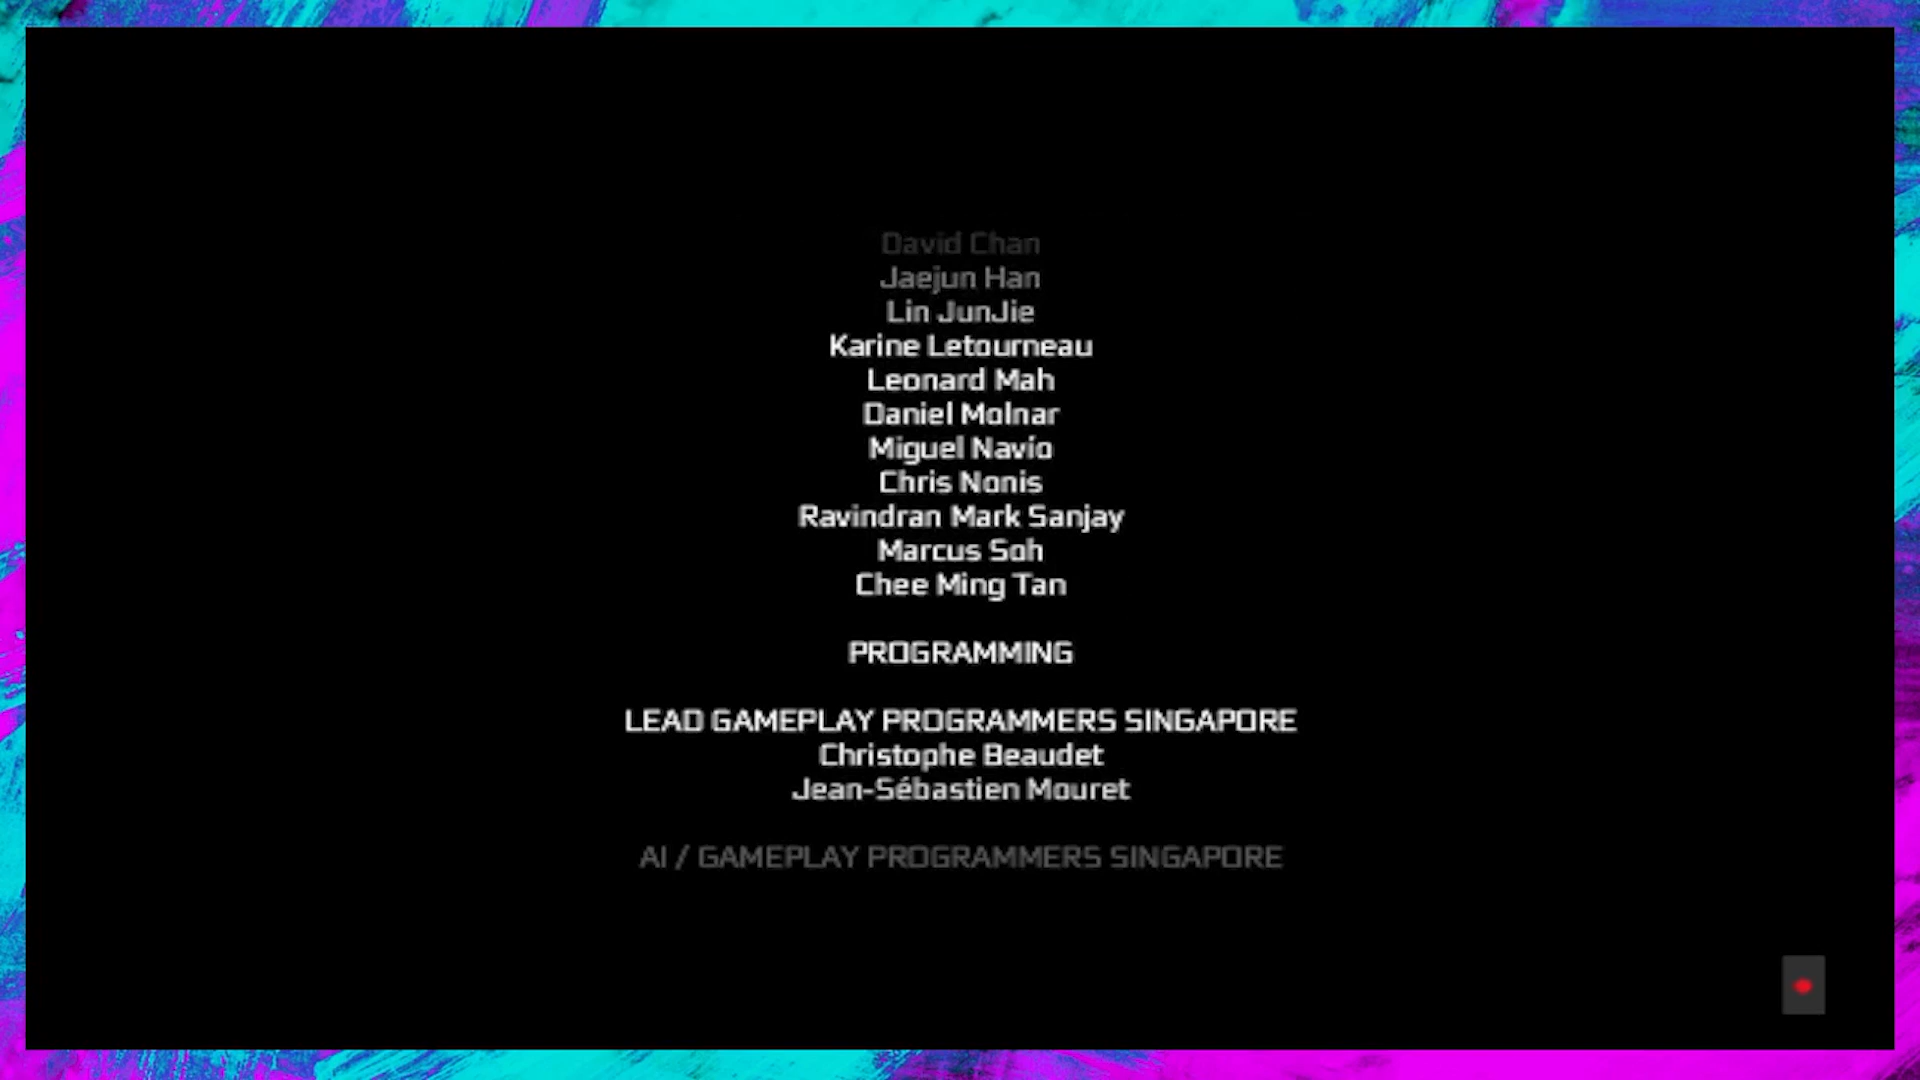 David Chan
Jaejun Han
Lin JunJie
Karine Letourneau
Leonard Mah
Daniel Molnar
Miguel Navío
Chris Nonis
Ravindran Mark Sanjay
Marcus Soh
Chee Ming Tan
PROGRAMMING
LEAD GAMEPLAY PROGRAMMERS SINGAPORE
Christophe Beaudet
Jean-Sébastien Mouret
AI / GAMEPLAY PROGRAMMERS SINGAPORE